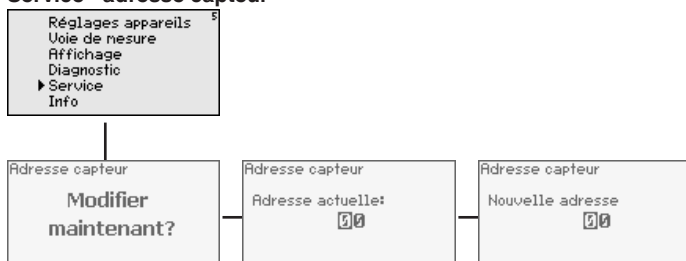 Service - adresse capteur
Réglages appareils 5
Voie de mesure
Affichage
Diagnostic
Service
Info
Adresse capteur
Modifier
maintenant?
Adresse capteur
Adresse actuelle:
00
Adresse capteur
Nouvelle adresse
00